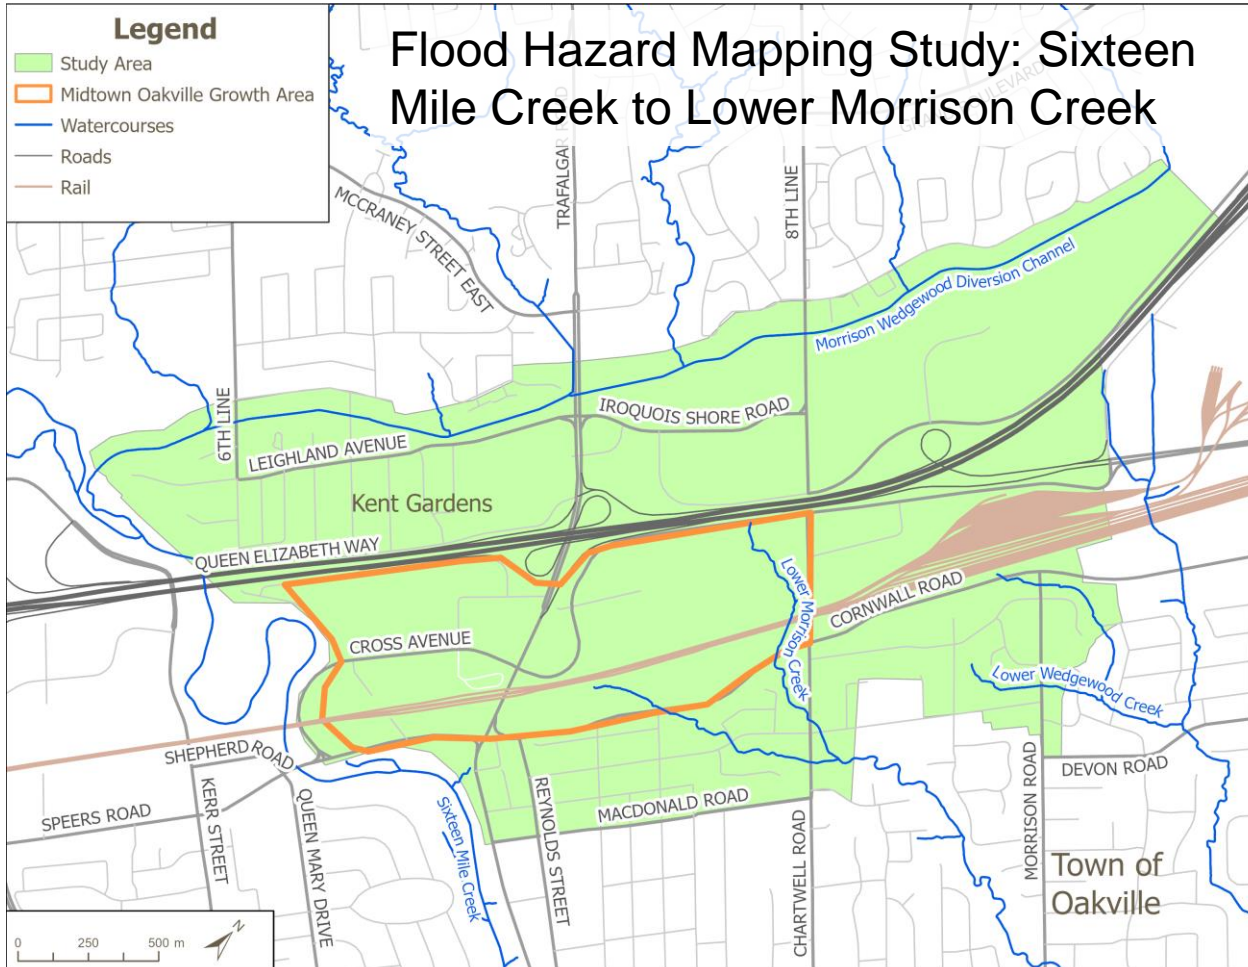 Legend
Study Area
Midtown Oakville Growth Area
Watercourses
Roads
Rail
Flood Hazard Mapping Study: Sixteen
Mile Creek to Lower Morrison Creek
MCCRANEY STREET EAST
TRAFALGAR ROAD
8TH LINE
Morrison Wedgewood Diversion Channel
6TH LINE
IROQUOIS SHORE ROAD
LEIGHLAND AVENUE
Kent Gardens
QUEEN ELIZABETH WAY
Lower Morrison Creek
CORNWALL ROAD
CROSS AVENUE
Lower Wedgewood Creek
SHEPHERD ROAD
KERR STREET
QUEEN MARY DRIVE
SPEERS ROAD
Sixteen Mile Creek
REYNOLDS STREET
MACDONALD ROAD
CHARTWELL ROAD
MORRISON ROAD
DEVON ROAD
Town of
Oakville
0 250 500 m
N